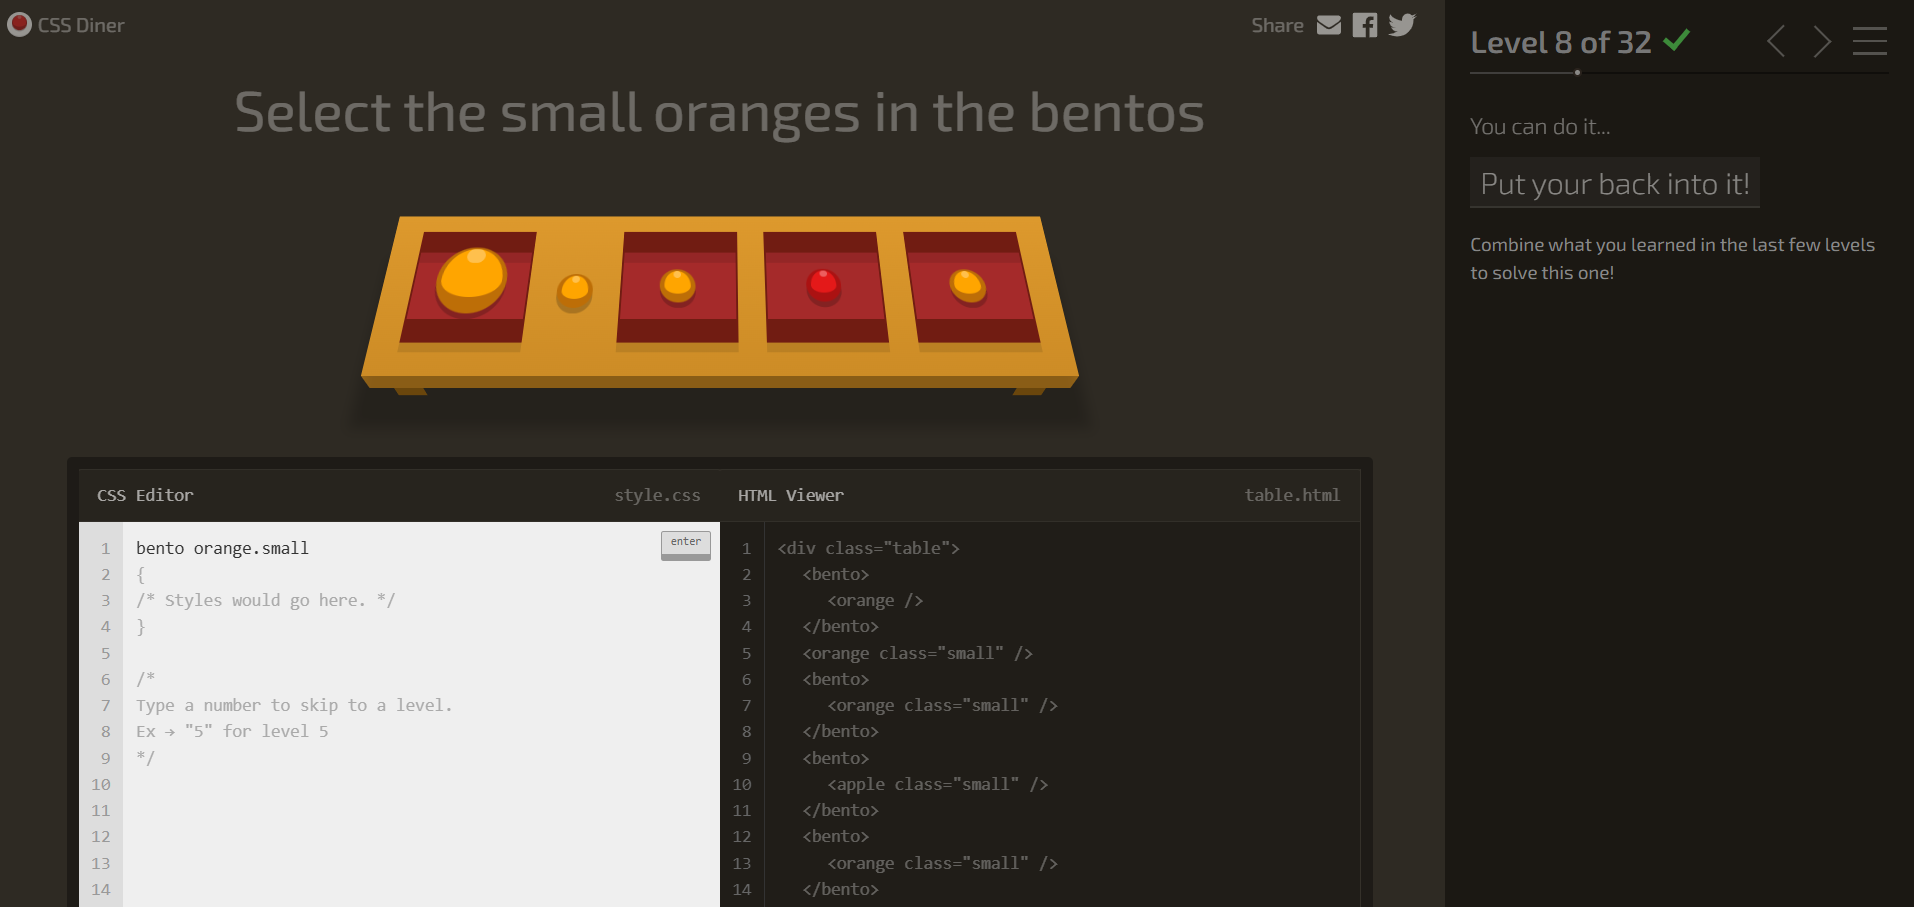 CSS Diner
Share
Level 8 of 32
Select the small oranges in the bentos
You can do it...
Put your back into it!
Combine what you learned in the last few levels
to solve this one!
CSS Editor
style.css
1 bento orange.small
enter
2 {
3 /* Styles would go here. */
4 }
5
6 /*
7 Type a number to skip to a level.
8 Ex → "5" for level 5
9 */
10
11
12
13
14
HTML Viewer
table.html
1 <div class="table">
2 <bento>
3 <orange />
4 </bento>
5 <orange class="small" />
6 <bento>
7 <orange class="small" />
8 </bento>
9 <bento>
10 <apple class="small" />
11 </bento>
12 <bento>
13 <orange class="small" />
14 </bento>